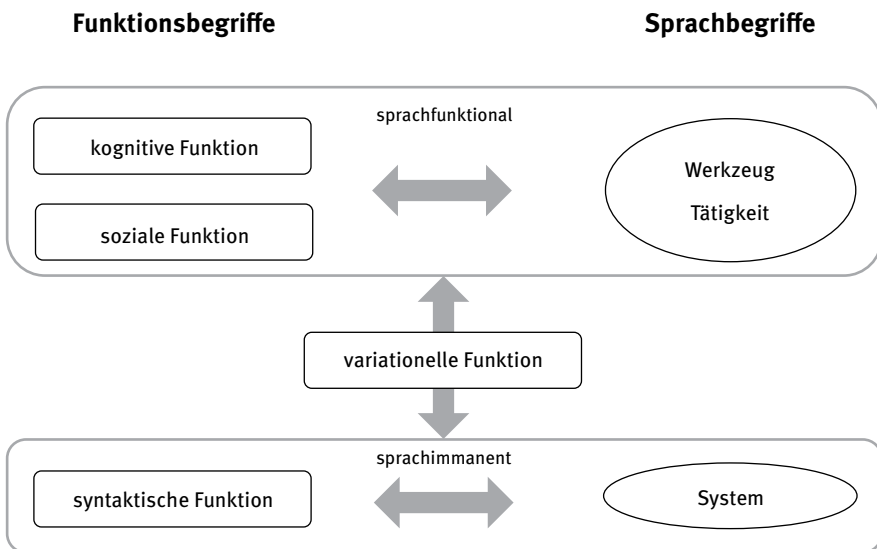 Funktionsbegriffe
Sprachbegriffe
sprachfunktional
kognitive Funktion
soziale Funktion
Werkzeug
Tätigkeit
variationelle Funktion
sprachimmanent
syntaktische Funktion
System